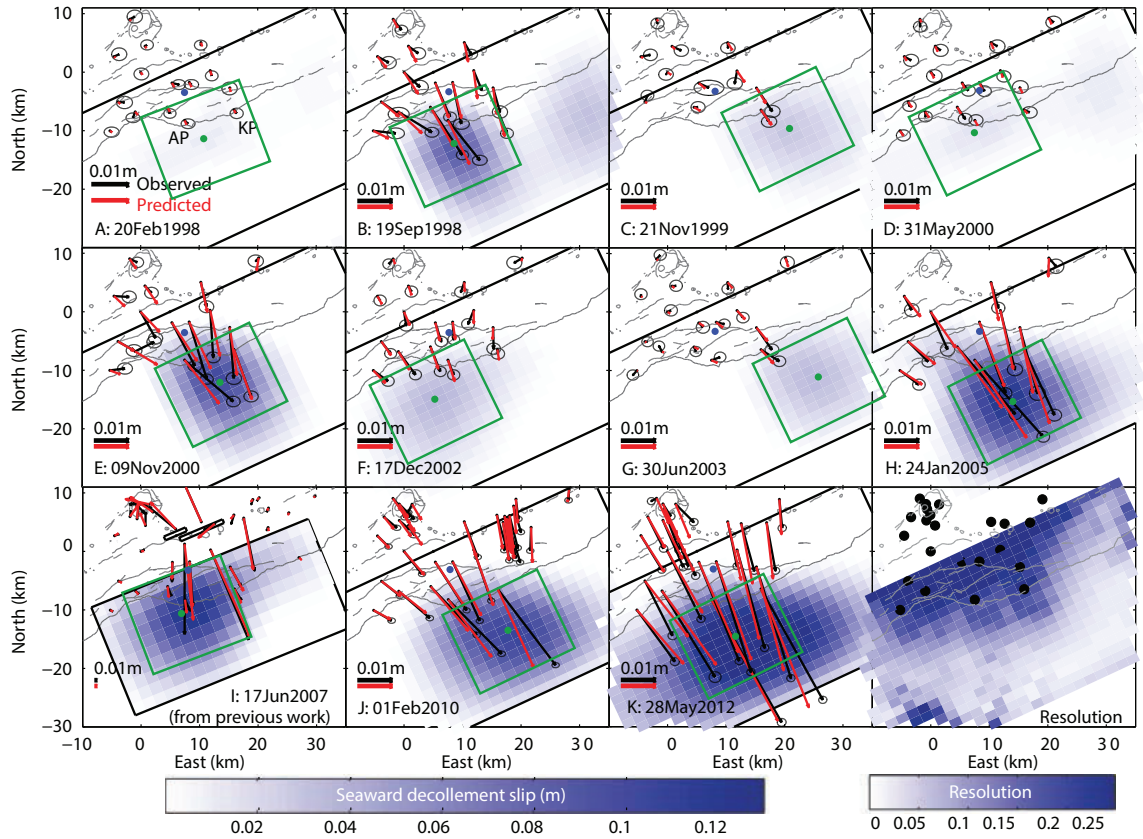 10
0
−10
−20
North (km)
AP
KP
0.01m
Observed
Predicted
A: 20Feb1998
0.01m
B: 19Sep1998
0.01m
C: 21Nov1999
0.01m
D: 31May2000
10
0
−10
−20
North (km)
0.01m
E: 09Nov2000
0.01m
F: 17Dec2002
0.01m
G: 30Jun2003
0.01m
H: 24Jan2005
10
0
−10
−20
−30
North (km)
0.01m
I: 17Jun2007
(from previous work)
0.01m
J: 01Feb2010
0.01m
K: 28May2012
Resolution
−10 0 10 20 30
0 10 20 30
0 10 20 30
0 10 20 30
East (km)
East (km)
East (km)
East (km)
Seaward decollement slip (m)
0.02 0.04 0.06 0.08 0.1 0.12
Resolution
0 0.05 0.1 0.15 0.2 0.25